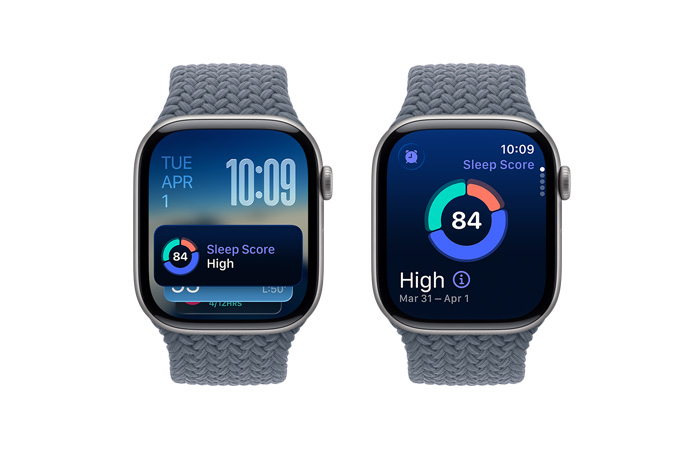 TUE
APR
1
10:09
84
Sleep Score
High
L:50°
4/12HRS
10:09
Sleep Score
84
High
Mar 31 – Apr 1